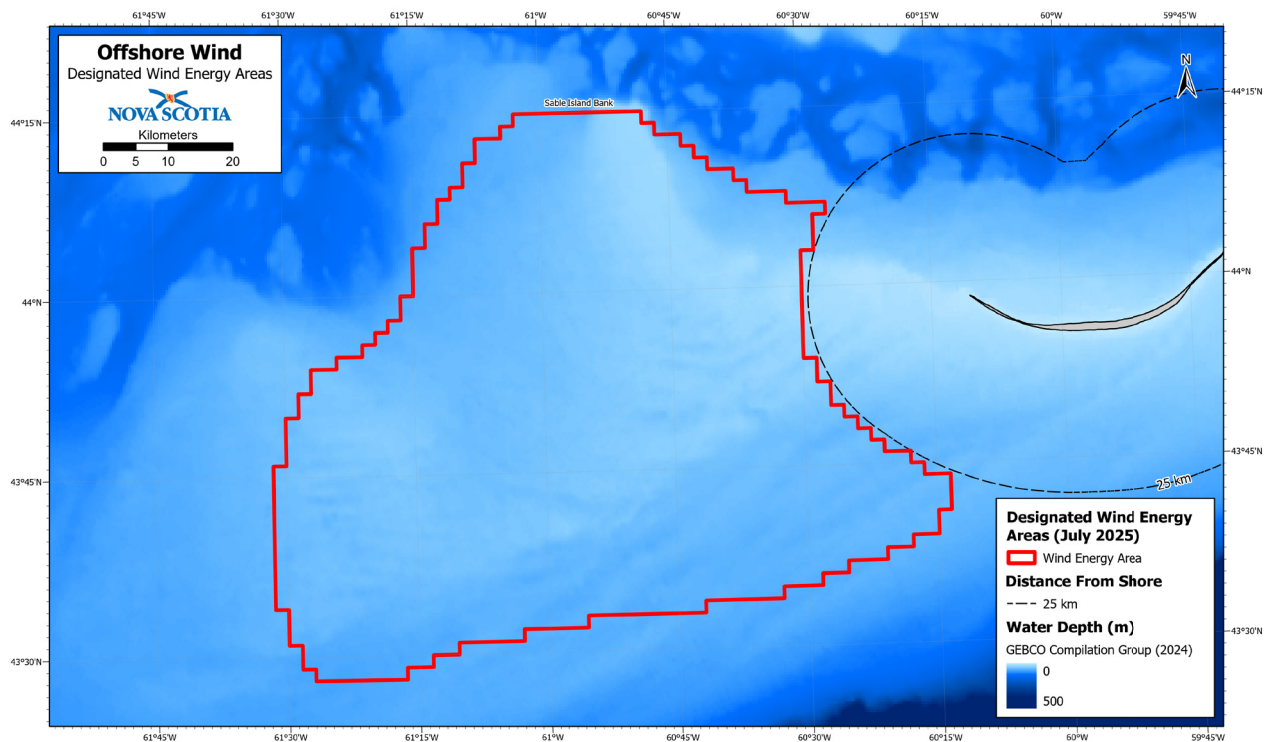 61°45'W 61°30'W 61°15'W 61°W 60°45'W 60°30'W 60°15'W 60°W 59°45'W
Offshore Wind
Designated Wind Energy Areas
NOVA SCOTIA
Kilometers
0 5 10 20
N
Sable Island Bank
44°15'N 44°15'N
44°N 44°N
43°45'N 43°45'N
25 km
43°30'N 43°30'N
Designated Wind Energy
Areas (July 2025)
Wind Energy Area
Distance From Shore
25 km
Water Depth (m)
GEBCO Compilation Group (2024)
0
500
61°45'W 61°30'W 61°15'W 61°W 60°45'W 60°30'W 60°15'W 60°W 59°45'W